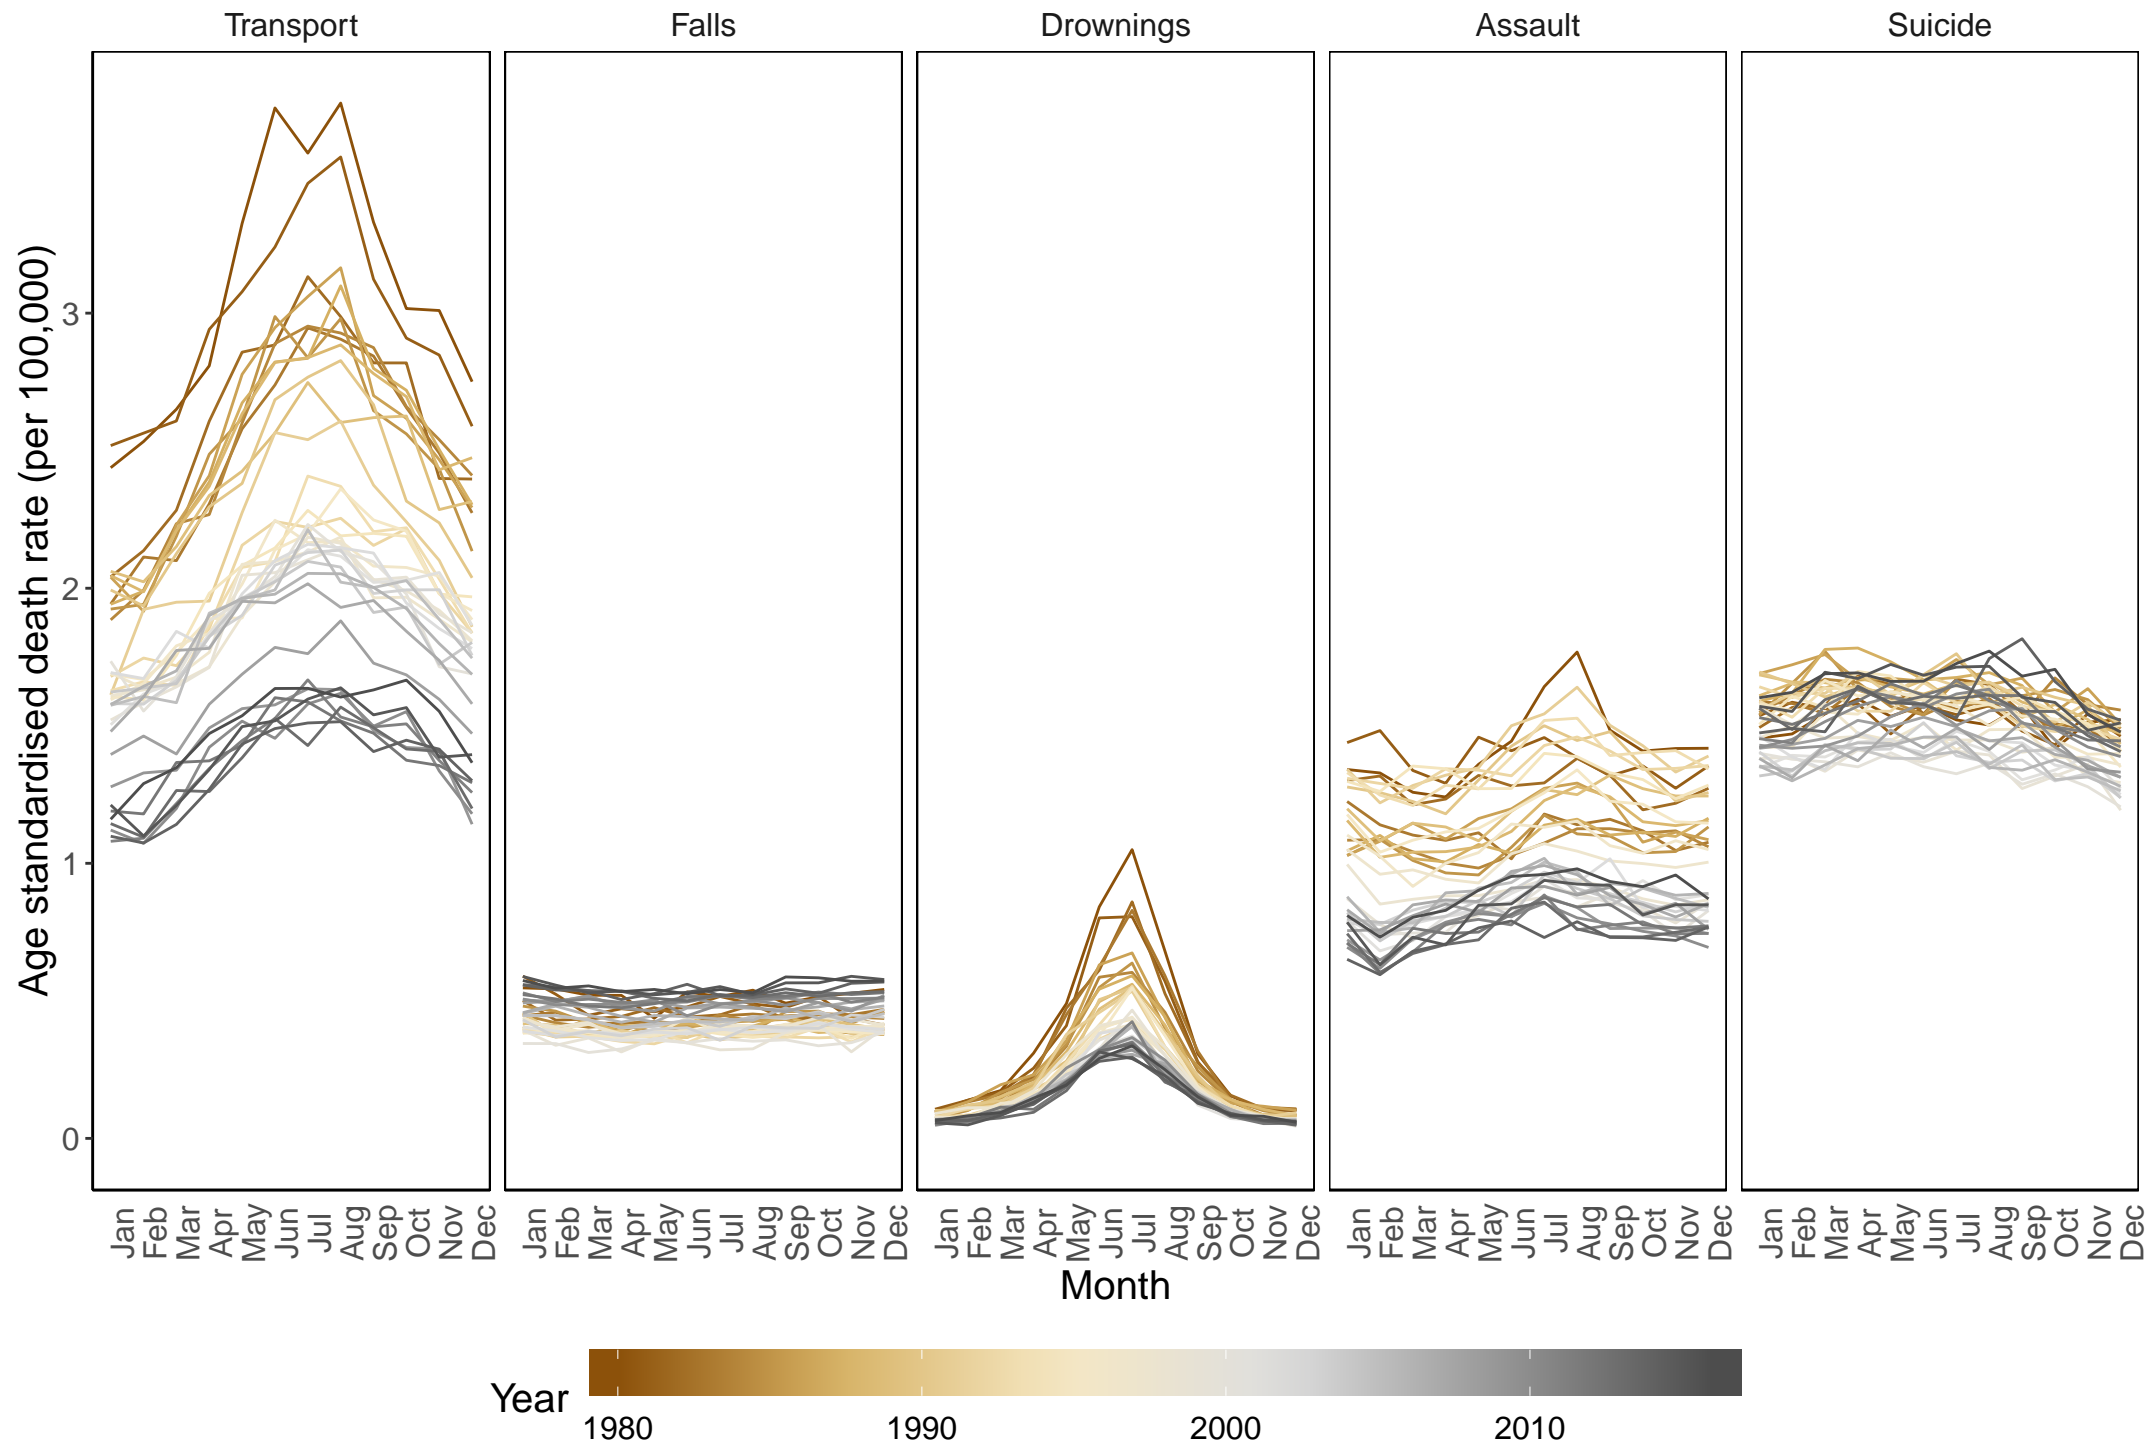 Transport Falls Drownings Assault Suicide
Age standardised death rate (per 100,000)
3
2
1
0
Jan Feb Mar Apr May Jun Jul Aug Sep Oct Nov Dec Jan Feb Mar Apr May Jun Jul Aug Sep Oct Nov Dec Jan Feb Mar Apr May Jun Jul Aug Sep Oct Nov Dec Jan Feb Mar Apr May Jun Jul Aug Sep Oct Nov Dec Jan Feb Mar Apr May Jun Jul Aug Sep Oct Nov Dec
Month
Year
1980 1990 2000 2010